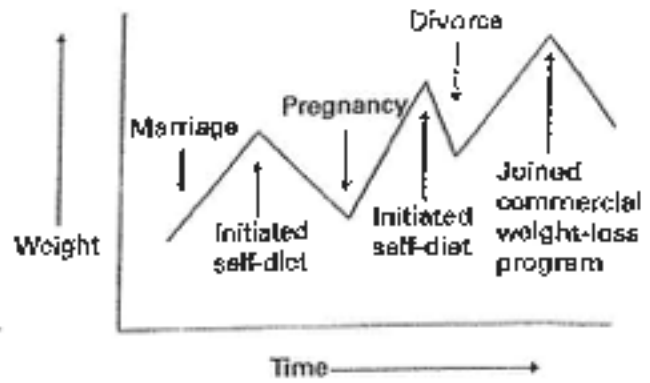 Divorce
Pregnancy
Marriage
Initiated
self-diet
Initiated
self-diet
Joined
commercial
weight-loss
program
Weight
Time